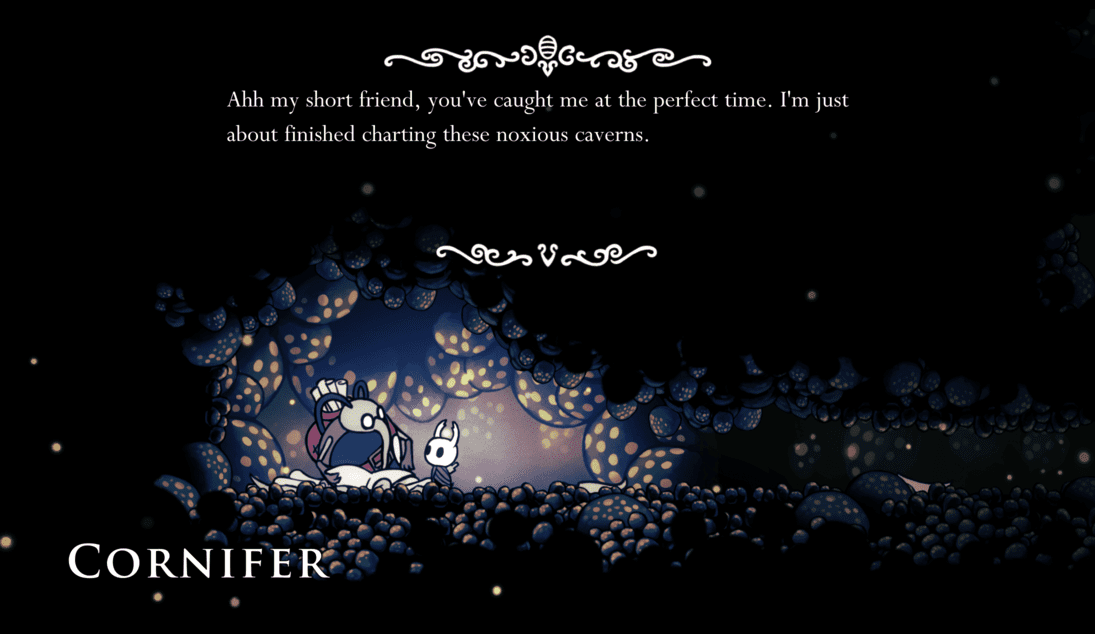 Ahh my short friend, you've caught me at the perfect time. I'm just
about finished charting these noxious caverns.
CORNIFER